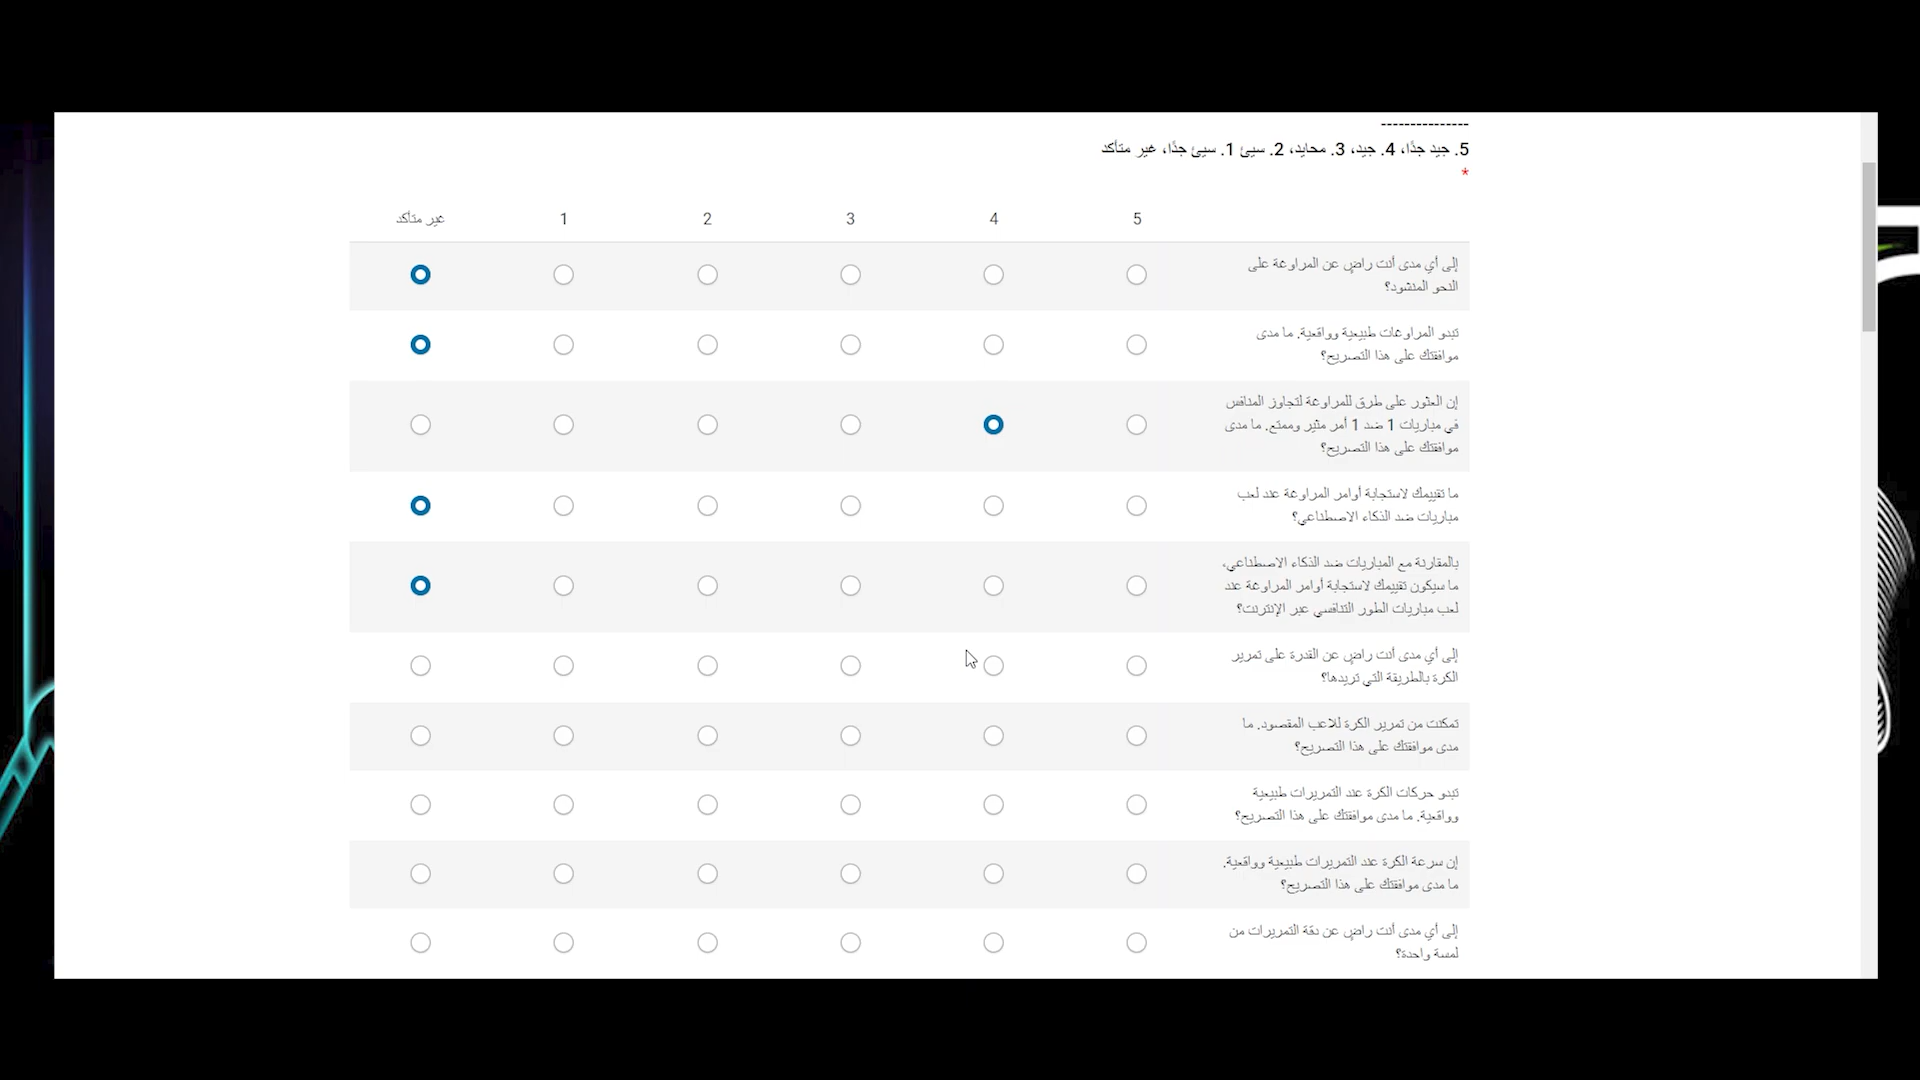 ---------------
5. جيد جدًا، 4. جيد، 3. محايد، 2. سيئ 1. سيئ جدًا، غير متأكد
*
5 4 3 2 1 غير متأكد
إلى أي مدى أنت راضٍ عن المراوغة على
النحو المنشود؟
تبدو المراوغات طبيعية وواقعية. ما مدى
موافقتك على هذا التصريح؟
إن العثور على طرق للمراوغة لتجاوز المنافس
في مباريات 1 ضد 1 أمر مثير وممتع. ما مدى
موافقتك على هذا التصريح؟
ما تقييمك لاستجابة أوامر المراوغة عند لعب
مباريات ضد الذكاء الاصطناعي؟
بالمقارنة مع المباريات ضد الذكاء الاصطناعي،
ما سيكون تقييمك لاستجابة أوامر المراوغة عند
لعب مباريات الطور التنافسي عبر الإنترنت؟
إلى أي مدى أنت راضٍ عن القدرة على تمرير
الكرة بالطريقة التي تريدها؟
تمكنت من تمرير الكرة للاعب المقصود. ما
مدى موافقتك على هذا التصريح؟
تبدو حركات الكرة عند التمريرات طبيعية
وواقعية. ما مدى موافقتك على هذا التصريح؟
إن سرعة الكرة عند التمريرات طبيعية وواقعية.
ما مدى موافقتك على هذا التصريح؟
إلى أي مدى أنت راضٍ عن دقة التمريرات من
لمسة واحدة؟